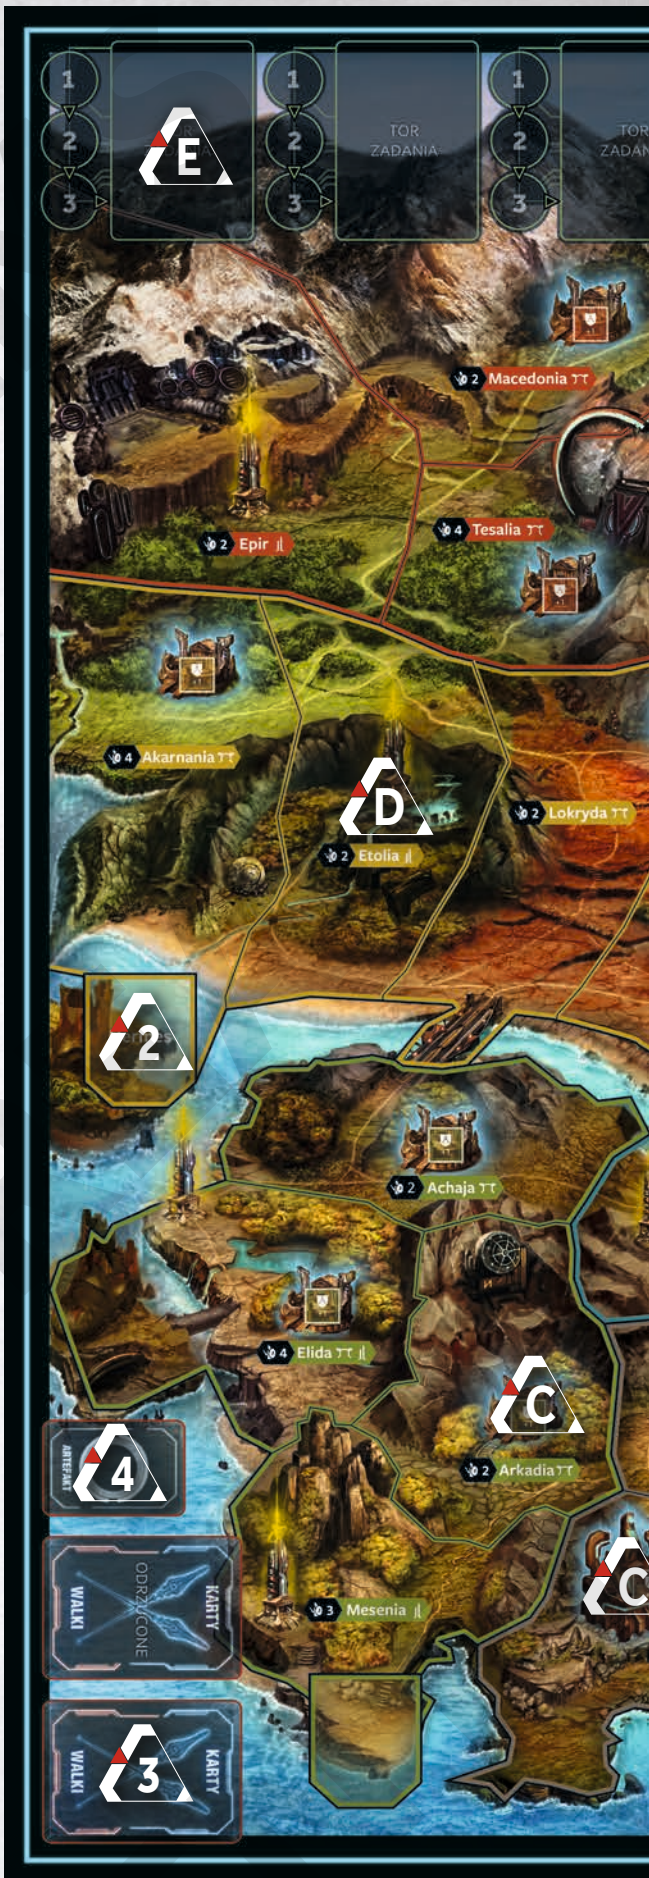 1
2
3
E
1
2
3
TOR
ZADANIA
1
2
3
TOR
ZADAN
2 Macedonia
2 Epir
4 Tesalia
4 Akarnania
D
2 Etolia
2 Lokryda
2
2 Achaja
4 Elida
C
2 Arkadia
ARTEFAKT
4
C
3 Mesenia
WALKI
ODRZUCONE
KARTY
WALKI
3
KARTY